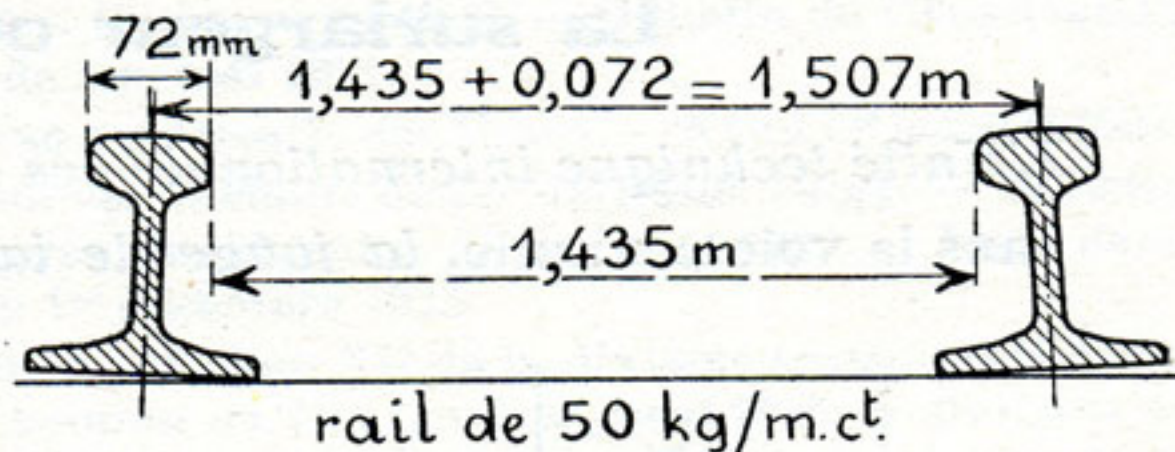 72mm
1,435 + 0,072 = 1,507m
1,435 m
rail de 50 kg/m.ct.